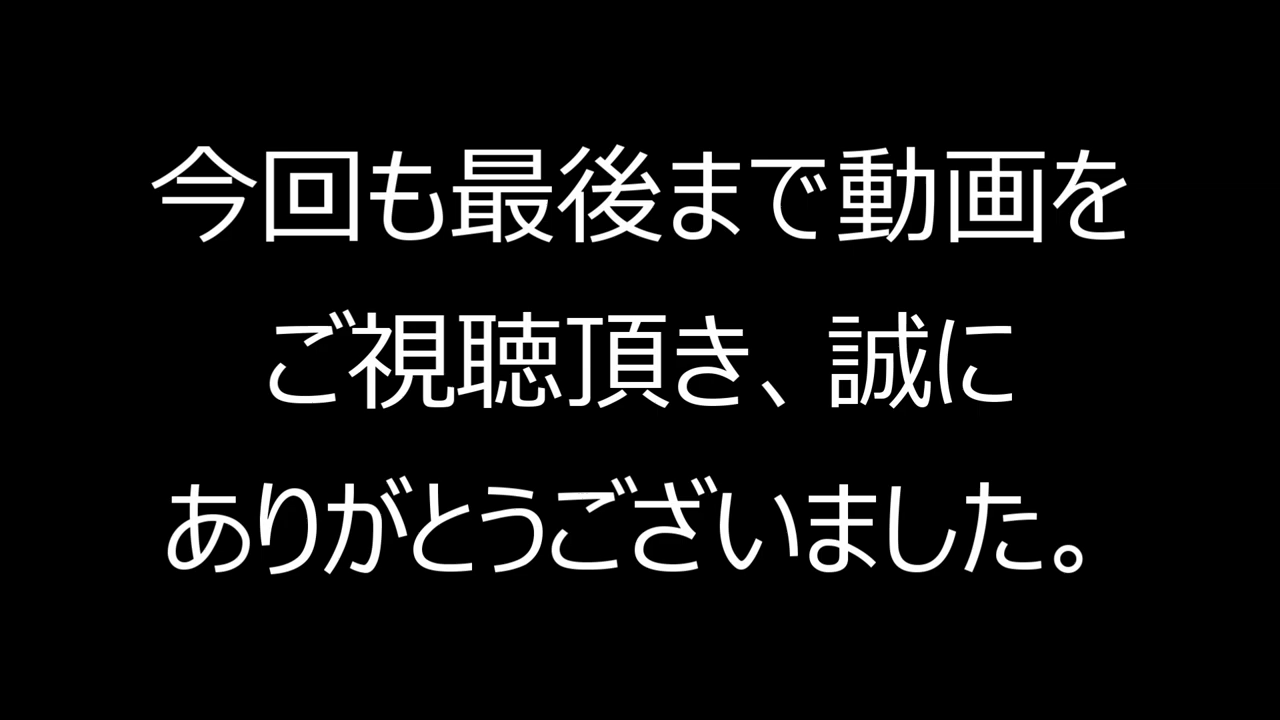 今回も最後まで動画を
ご視聴頂き、誠に
ありがとうございました。